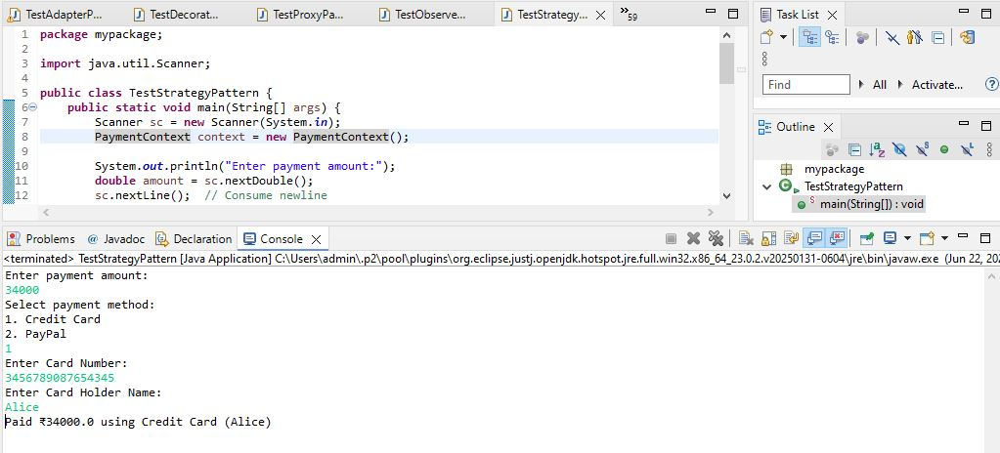 TestAdapterP... TestDecorat... TestProxyPa... TestObserve... TestStrategy... »59
1 package mypackage;
2
3 import java.util.Scanner;
4
5 public class TestStrategyPattern {
6 public static void main(String[] args) {
7 Scanner sc = new Scanner(System.in);
8 PaymentContext context = new PaymentContext();
9
10 System.out.println("Enter payment amount:");
11 double amount = sc.nextDouble();
12 sc.nextLine(); // Consume newline
Task List
Find All Activate...
Outline
mypackage
TestStrategyPattern
main(String[]) : void
Problems @ Javadoc Declaration Console
<terminated> TestStrategyPattern [Java Application] C:\Users\admin\.p2\pool\plugins\org.eclipse.justj.openjdk.hotspot.jre.full.win32.x86_64_23.0.2.v20250131-0604\jre\bin\javaw.exe (Jun 22, 202
Enter payment amount:
34000
Select payment method:
1. Credit Card
2. PayPal
1
Enter Card Number:
3456789087654345
Enter Card Holder Name:
Alice
Paid ₹34000.0 using Credit Card (Alice)